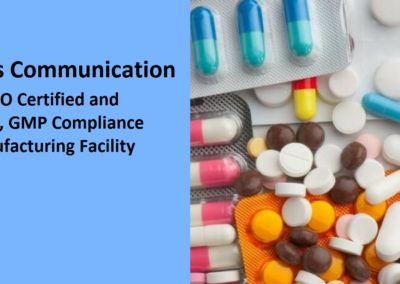 s Communication
O Certified and
, GMP Compliance
ufacturing Facility